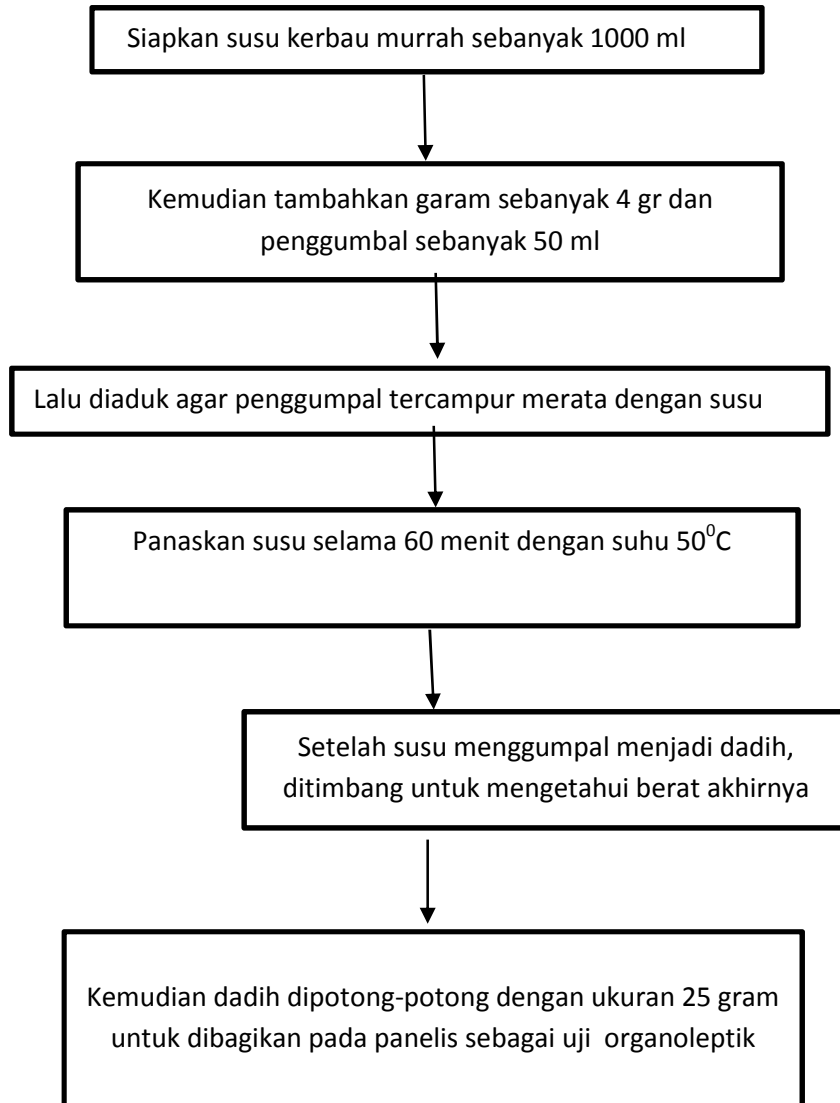 Siapkan susu kerbau murrah sebanyak 1000 ml
Kemudian tambahkan garam sebanyak 4 gr dan
penggumbal sebanyak 50 ml
Lalu diaduk agar penggumpal tercampur merata dengan susu
Panaskan susu selama 60 menit dengan suhu 50⁰C
Setelah susu menggumpal menjadi dadih,
ditimbang untuk mengetahui berat akhirnya
Kemudian dadih dipotong-potong dengan ukuran 25 gram
untuk dibagikan pada panelis sebagai uji organoleptik